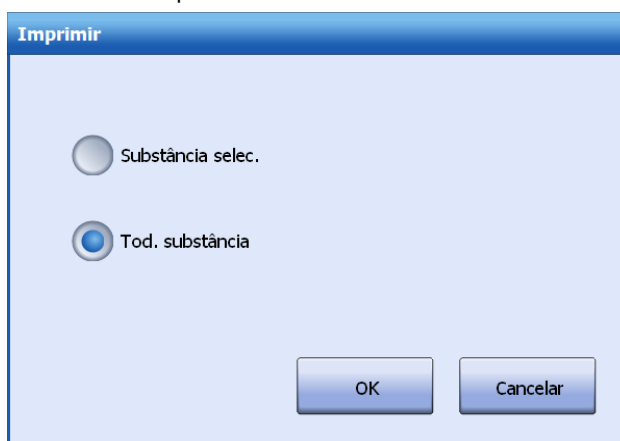 Imprimir
Substância selec.
Tod. substância
OK
Cancelar